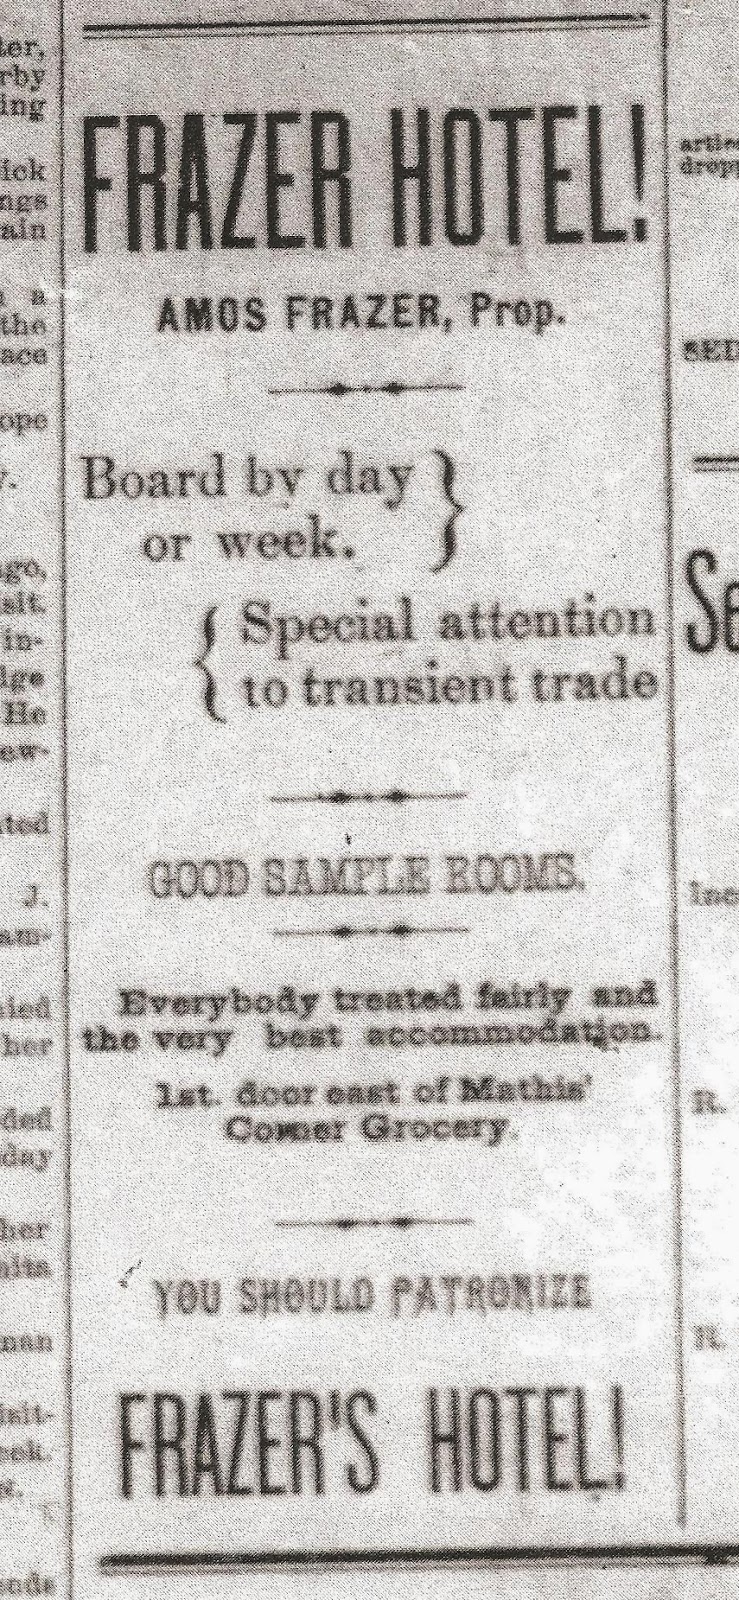 FRAZER HOTEL!
AMOS FRAZER, Prop.
Board by day
or week.
Special attention
to transient trade
GOOD SAMPLE ROOMS.
Everybody treated fairly and
the very best accommodation.
1st. door east of Mathis'
Corner Grocery.
YOU SHOULD PATRONIZE
FRAZER'S HOTEL!